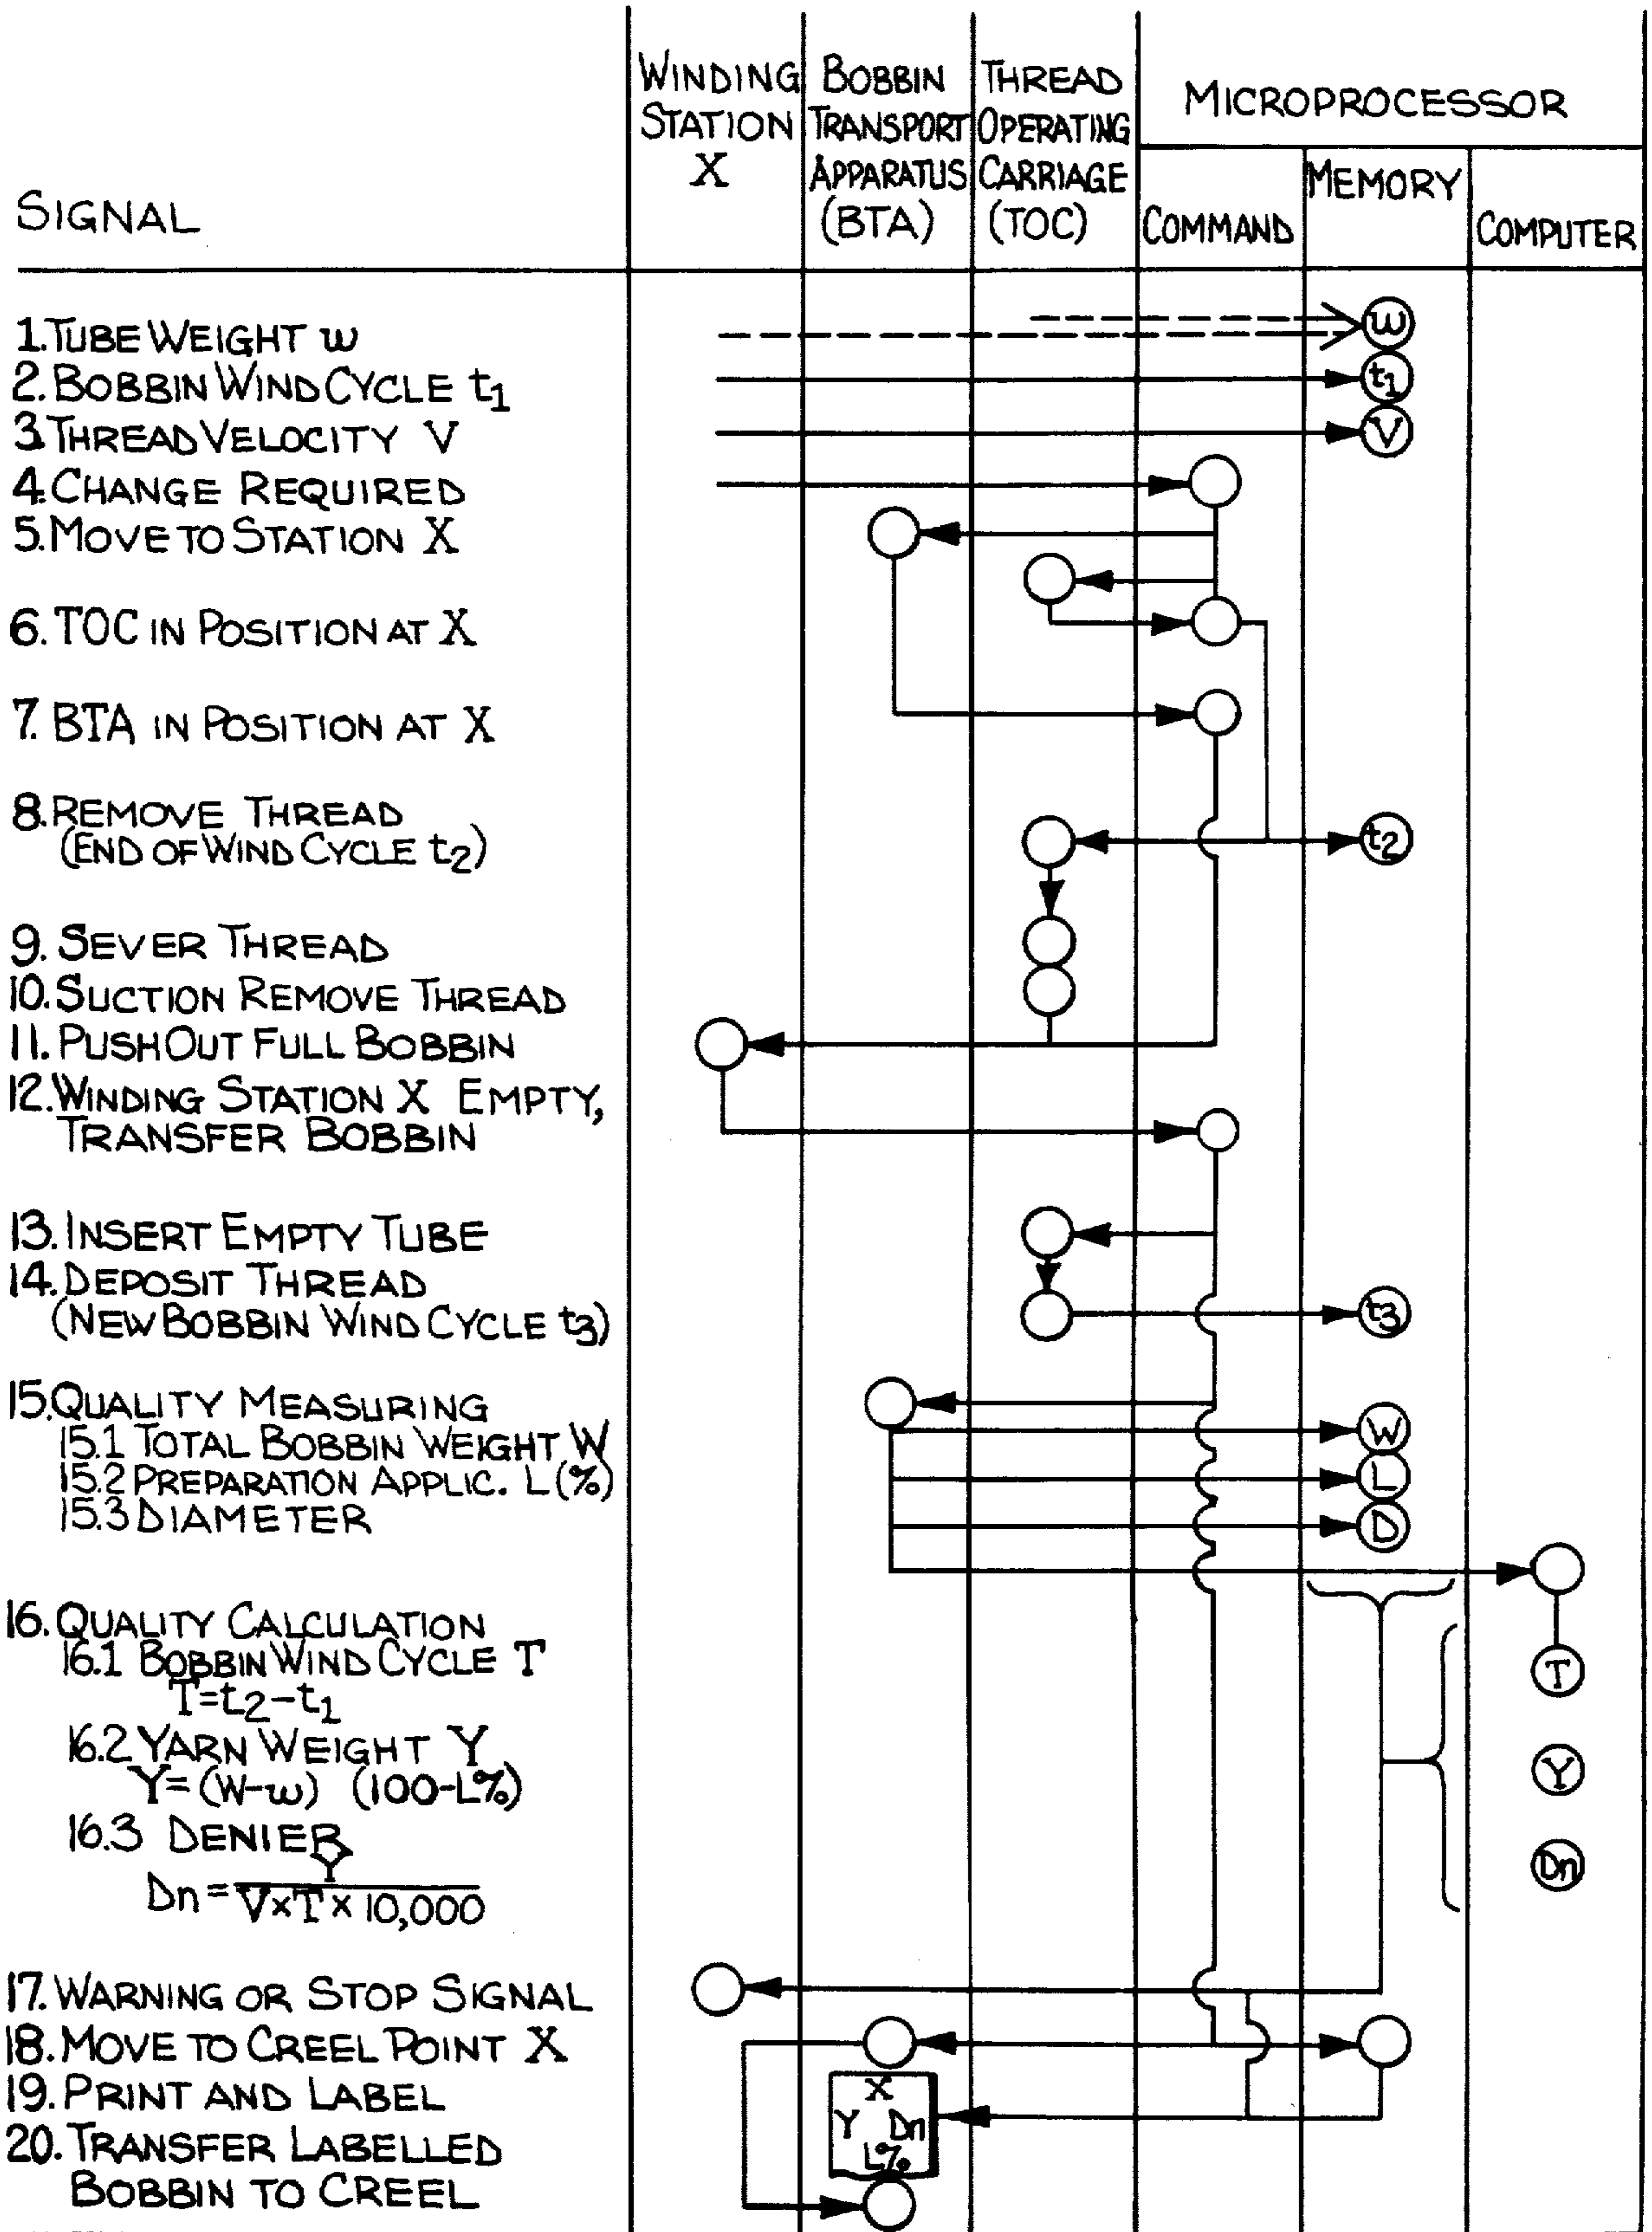 SIGNAL
WINDING
STATION
X
BOBBIN
TRANSPORT
APPARATUS
(BTA)
THREAD
OPERATING
CARRIAGE
(TOC)
MICROPROCESSOR
COMMAND
MEMORY
COMPUTER
1. TUBE WEIGHT w
w
2. BOBBIN WIND CYCLE t1
t1
3. THREAD VELOCITY V
V
4. CHANGE REQUIRED
5. MOVE TO STATION X
6. TOC IN POSITION AT X
7. BTA IN POSITION AT X
8. REMOVE THREAD
(END OF WIND CYCLE t2)
t2
9. SEVER THREAD
10. SUCTION REMOVE THREAD
11. PUSH OUT FULL BOBBIN
12. WINDING STATION X EMPTY,
TRANSFER BOBBIN
13. INSERT EMPTY TUBE
14. DEPOSIT THREAD
(NEW BOBBIN WIND CYCLE t3)
t3
15. QUALITY MEASURING
15.1 TOTAL BOBBIN WEIGHT W
W
15.2 PREPARATION APPLIC. L (%)
L
15.3 DIAMETER
D
16. QUALITY CALCULATION
16.1 BOBBIN WIND CYCLE T
T=t2-t1
T
16.2 YARN WEIGHT Y
Y=(W-w) (100-L%)
Y
16.3 DENIER
Y
Dn = V×T×10,000
Dn
17. WARNING OR STOP SIGNAL
18. MOVE TO CREEL POINT X
19. PRINT AND LABEL
X
Y Dn
L%
20. TRANSFER LABELLED
BOBBIN TO CREEL